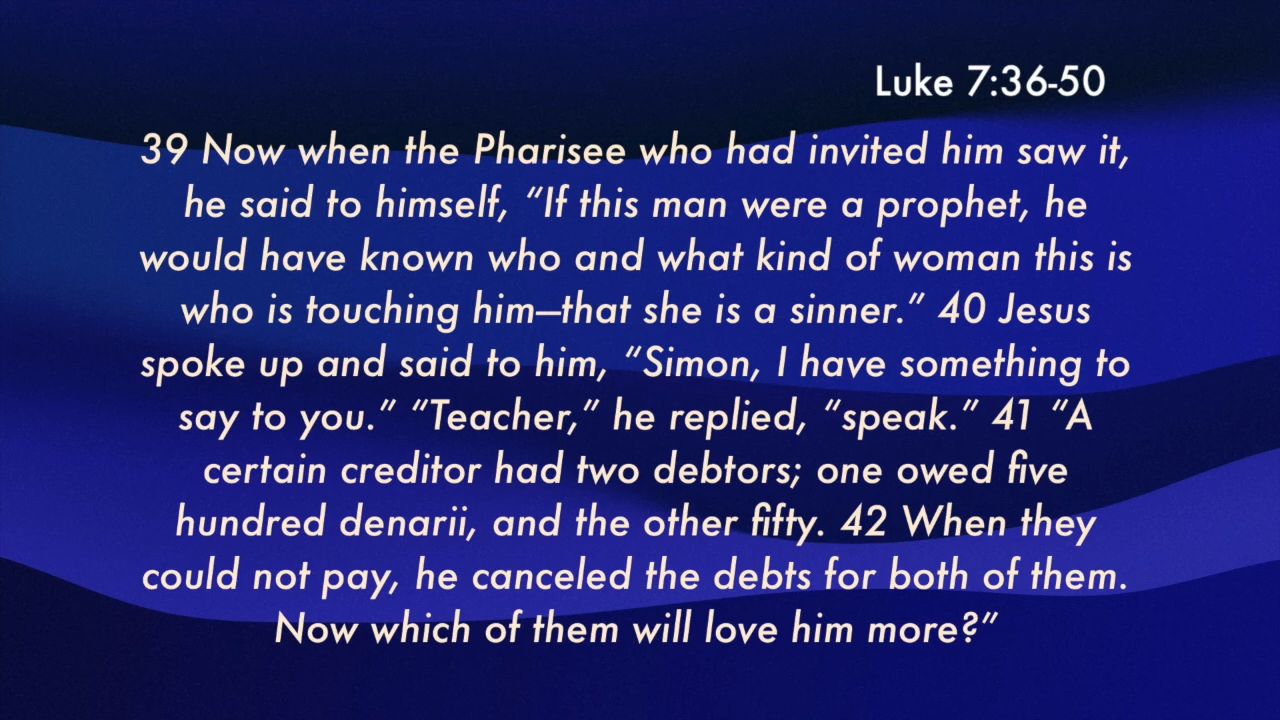 Luke 7:36-50
39 Now when the Pharisee who had invited him saw it,
he said to himself, “If this man were a prophet, he
would have known who and what kind of woman this is
who is touching him—that she is a sinner.” 40 Jesus
spoke up and said to him, “Simon, I have something to
say to you.” “Teacher,” he replied, “speak.” 41 “A
certain creditor had two debtors; one owed five
hundred denarii, and the other fifty. 42 When they
could not pay, he canceled the debts for both of them.
Now which of them will love him more?”